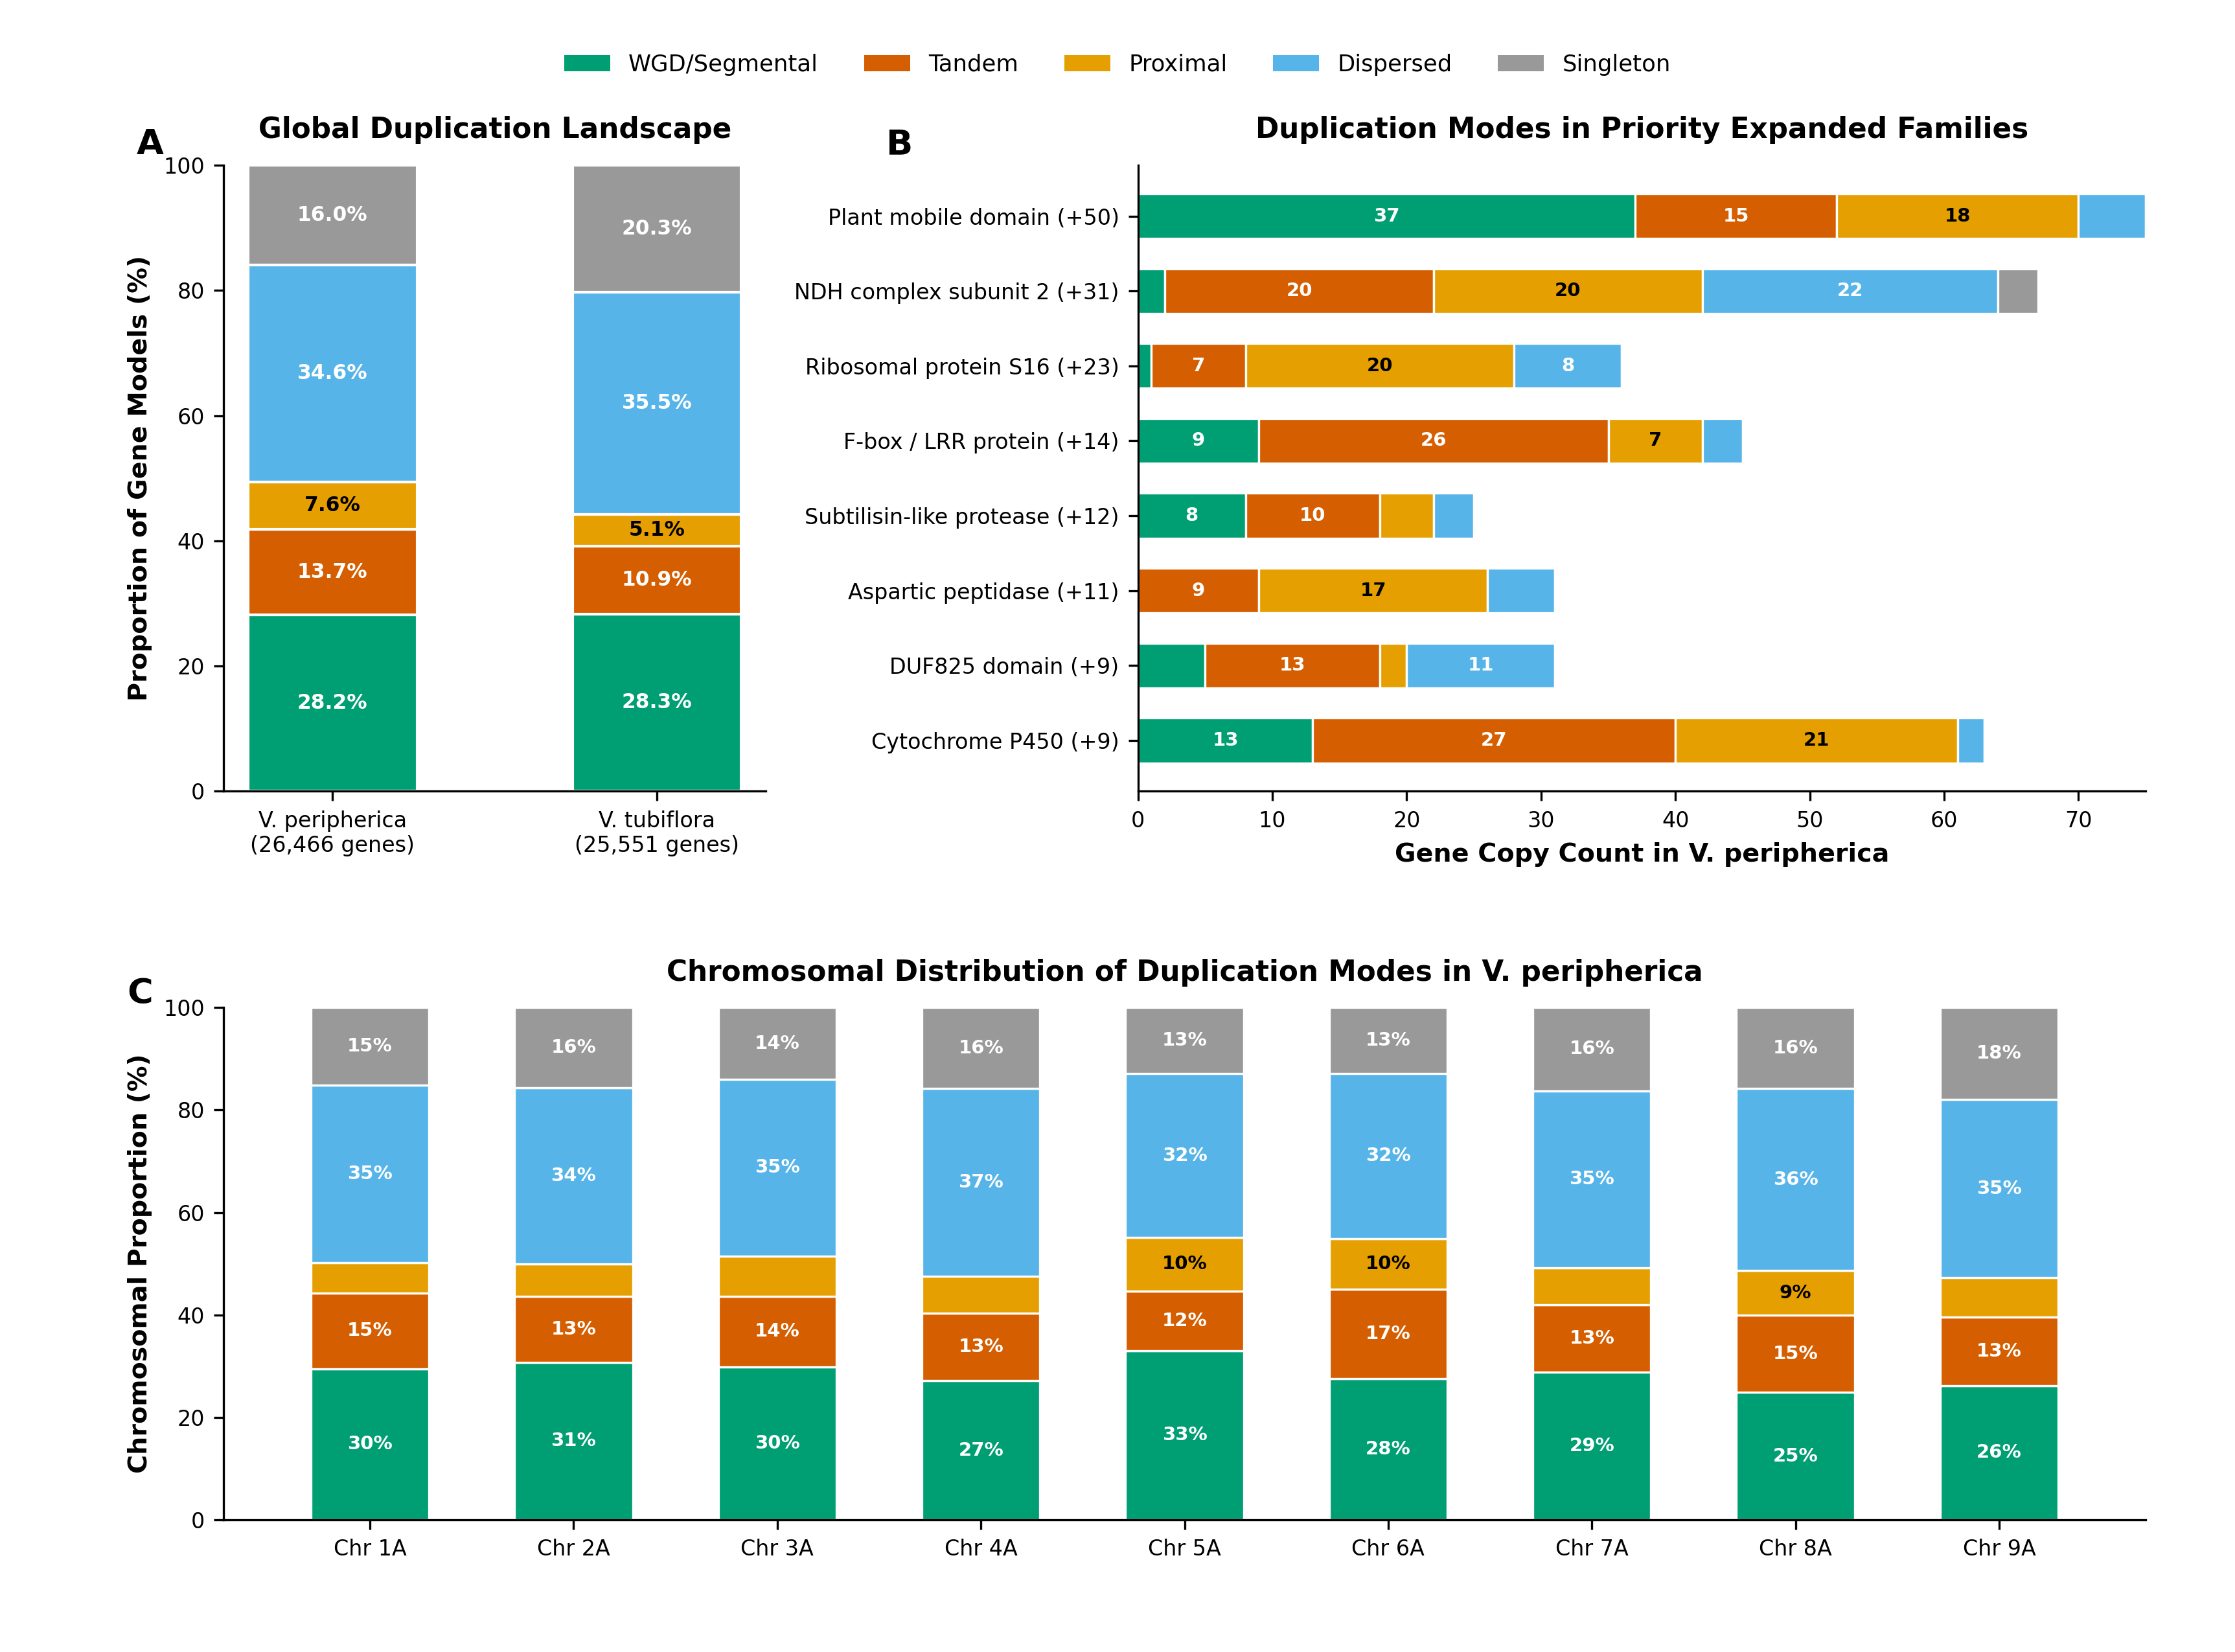 WGD/Segmental Tandem Proximal Dispersed Singleton
A
Global Duplication Landscape
Proportion of Gene Models (%)
100
80
60
40
20
0
16.0%
34.6%
7.6%
13.7%
28.2%
20.3%
35.5%
5.1%
10.9%
28.3%
V. peripherica
(26,466 genes)
V. tubiflora
(25,551 genes)
B
Duplication Modes in Priority Expanded Families
Plant mobile domain (+50) 37 15 18
NDH complex subunit 2 (+31) 20 20 22
Ribosomal protein S16 (+23) 7 20 8
F-box / LRR protein (+14) 9 26 7
Subtilisin-like protease (+12) 8 10
Aspartic peptidase (+11) 9 17
DUF825 domain (+9) 13 11
Cytochrome P450 (+9) 13 27 21
0 10 20 30 40 50 60 70
Gene Copy Count in V. peripherica
C
Chromosomal Distribution of Duplication Modes in V. peripherica
Chromosomal Proportion (%)
100
80
60
40
20
0
15% 16% 14% 16% 13% 13% 16% 16% 18%
35% 34% 35% 37% 32% 32% 35% 36% 35%
10% 10% 9%
15% 13% 14% 13% 12% 17% 13% 15% 13%
30% 31% 30% 27% 33% 28% 29% 25% 26%
Chr 1A Chr 2A Chr 3A Chr 4A Chr 5A Chr 6A Chr 7A Chr 8A Chr 9A